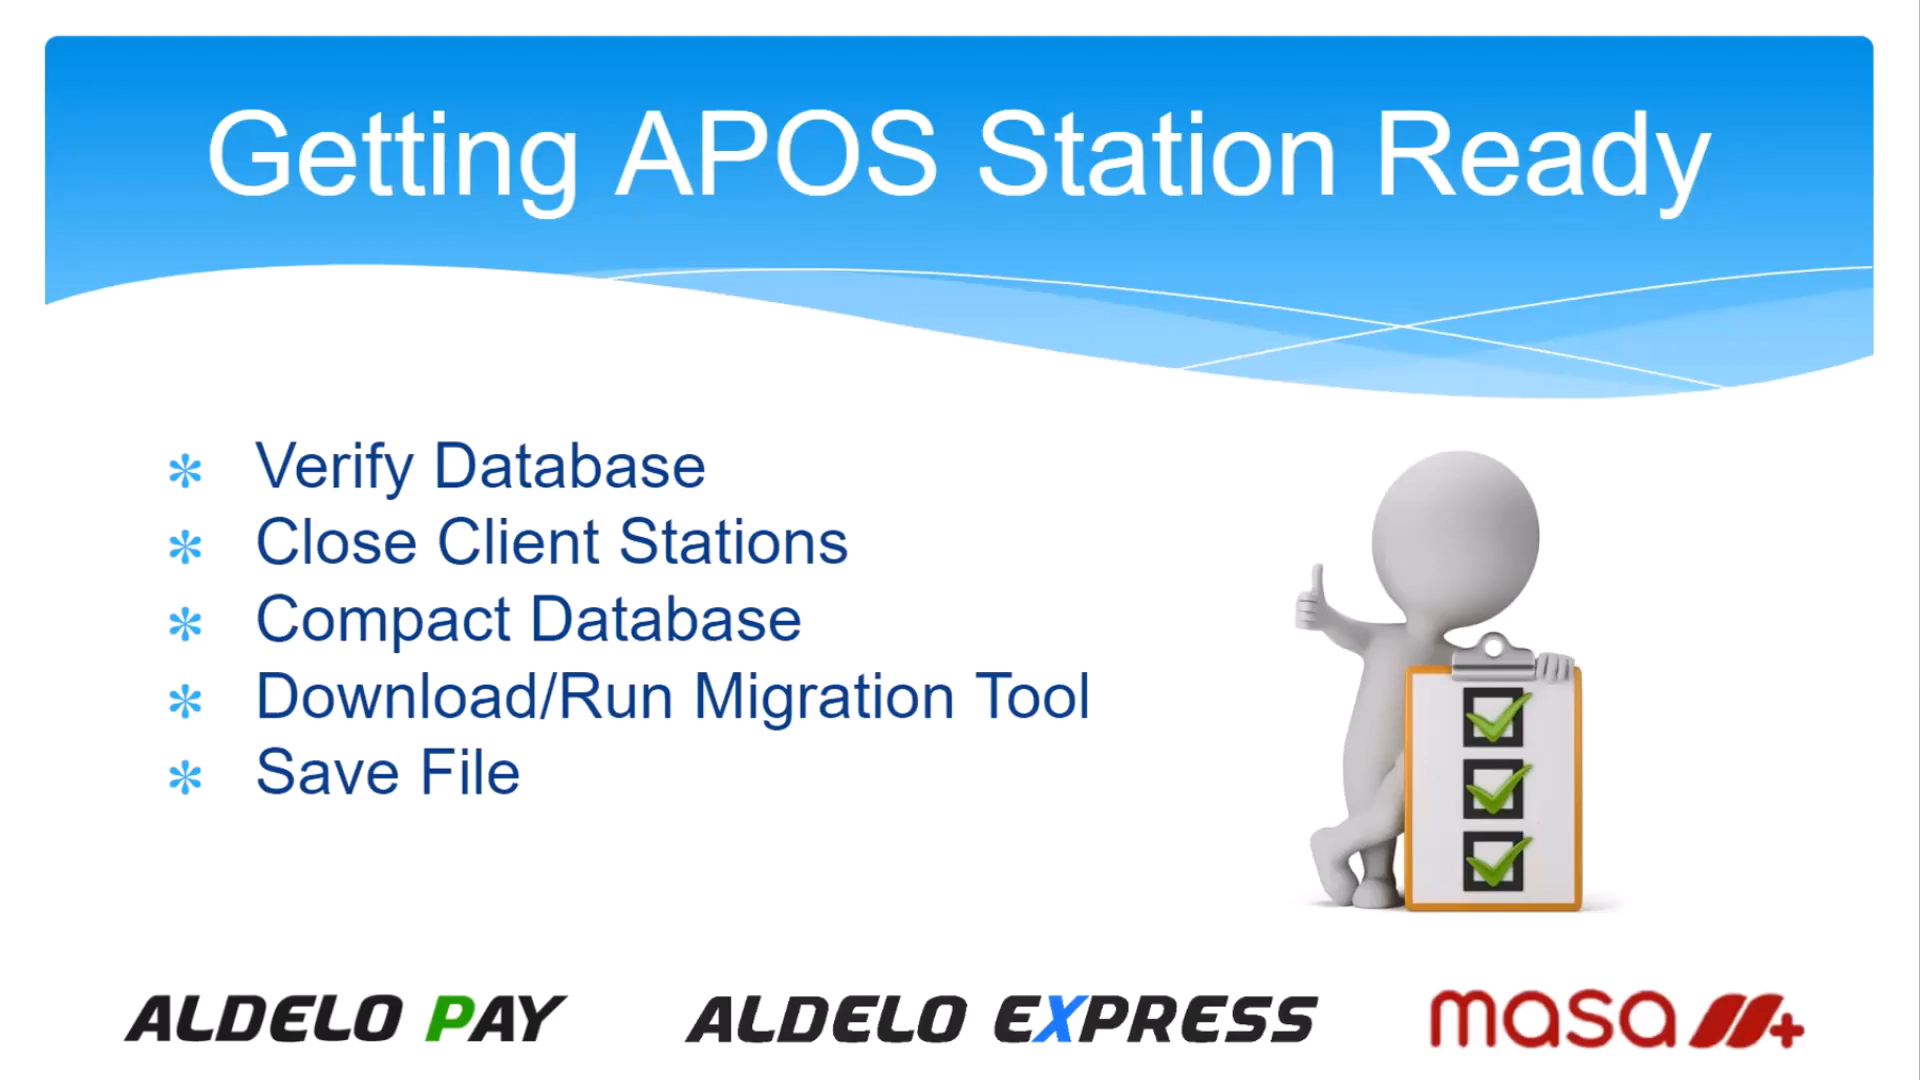 Getting APOS Station Ready
Verify Database
Close Client Stations
Compact Database
Download/Run Migration Tool
Save File
ALDELO PAY
ALDELO EXPRESS
masa